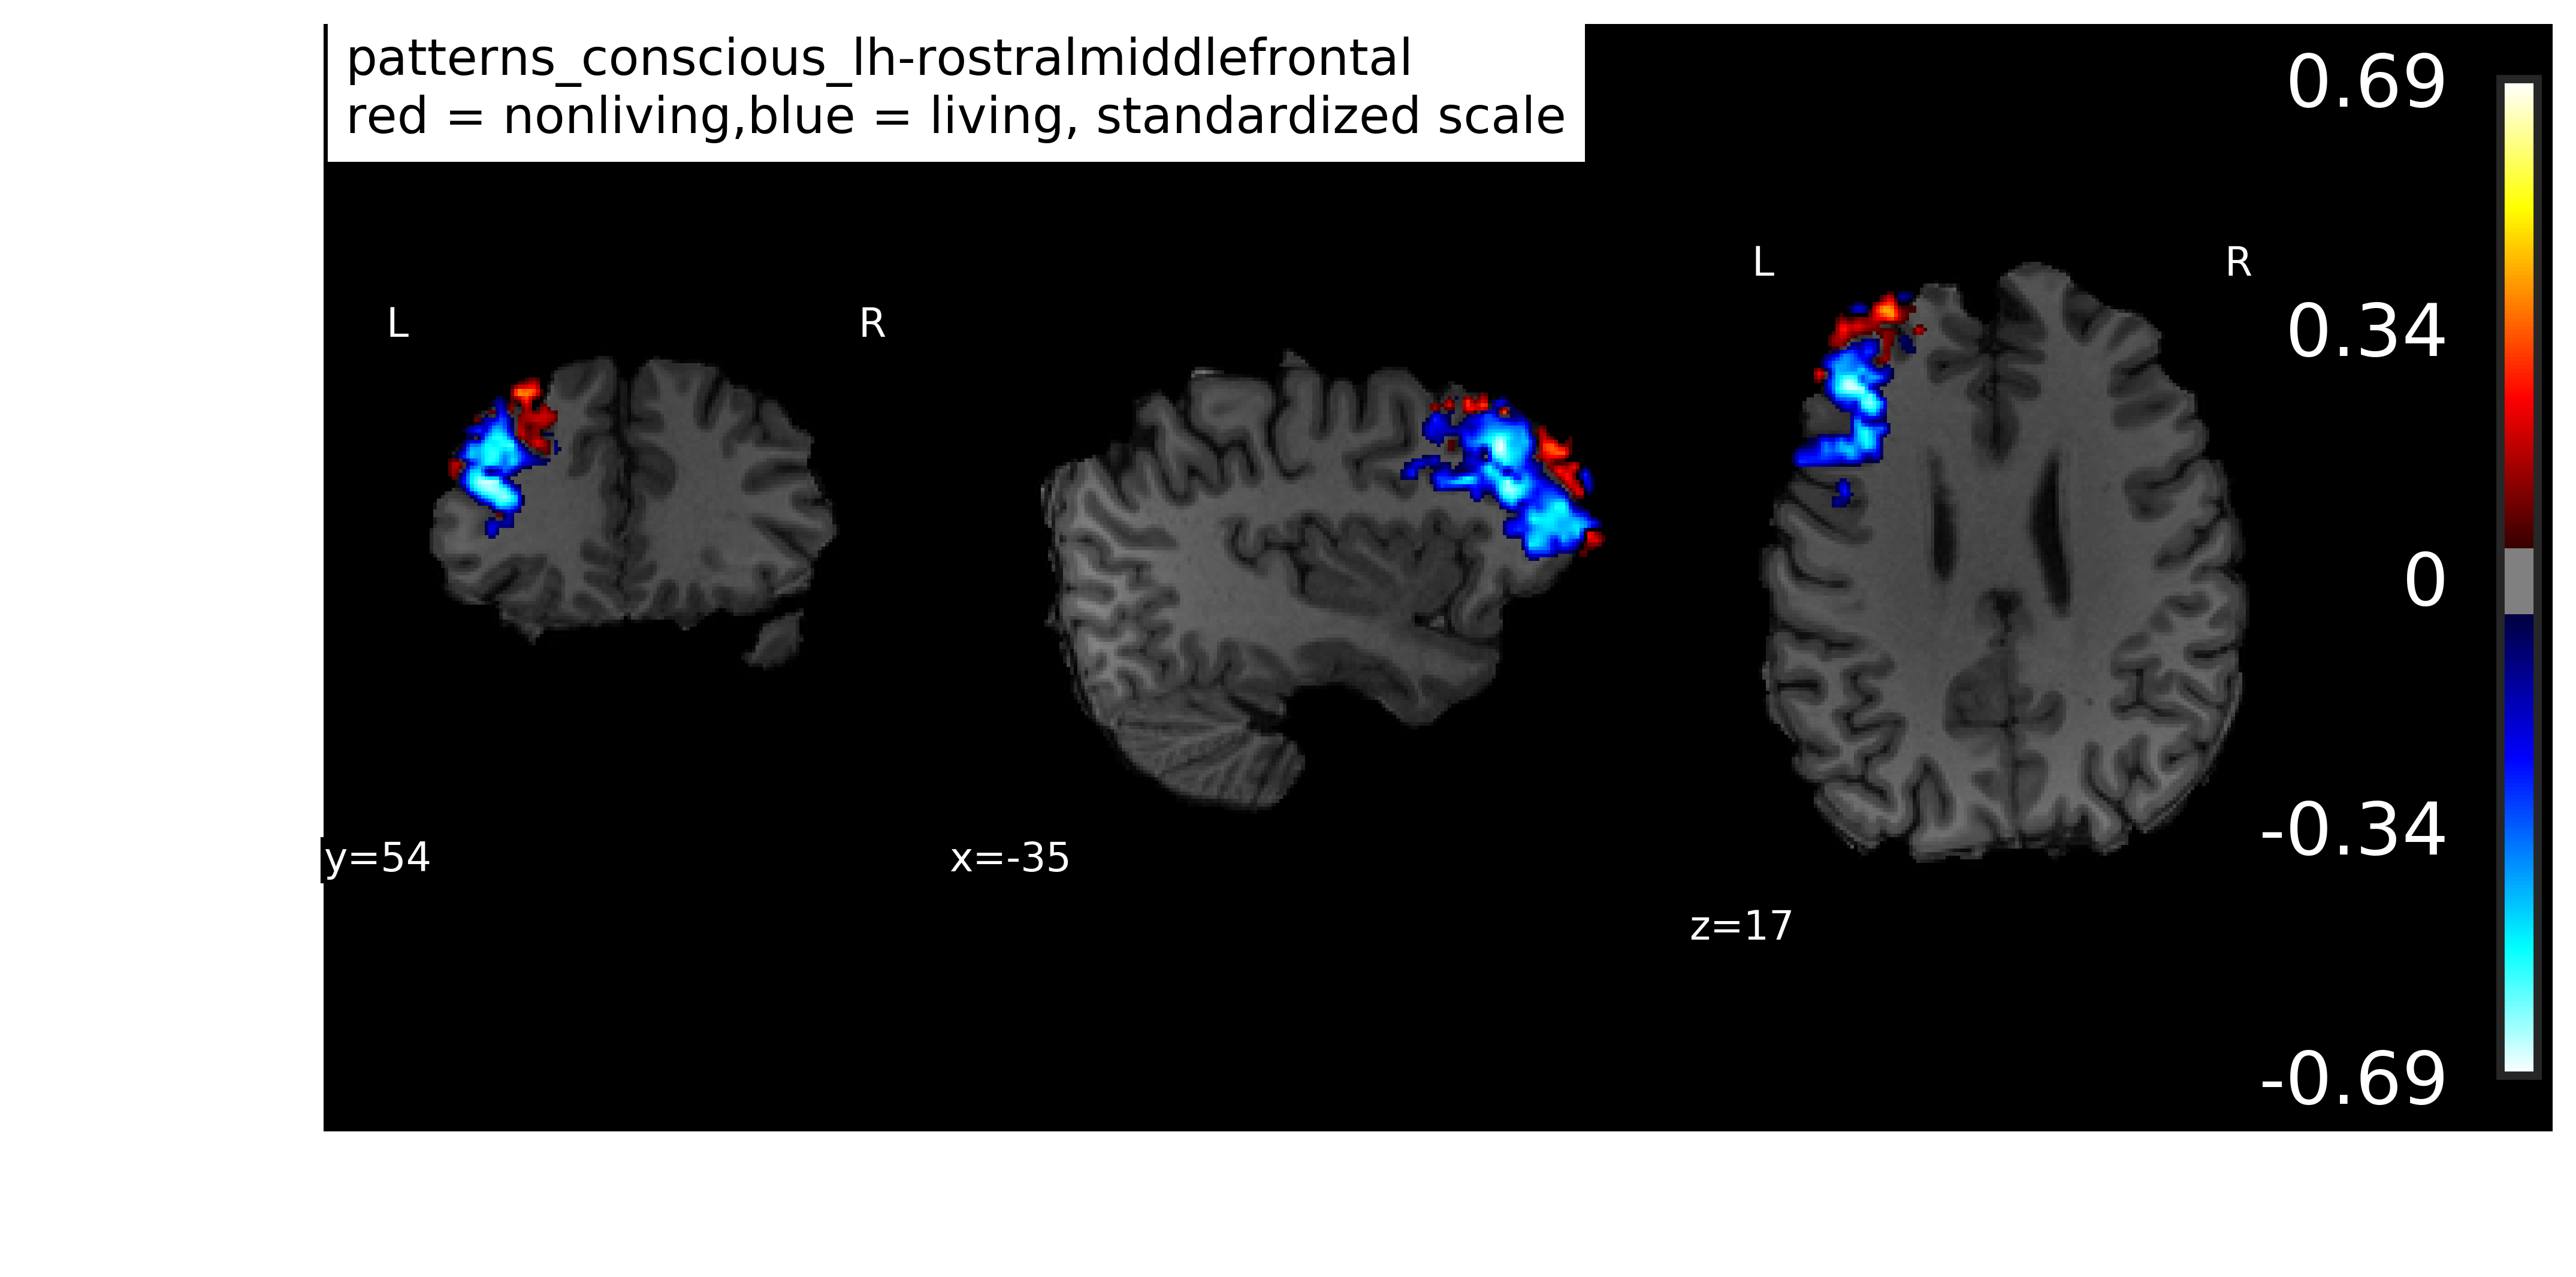 patterns_conscious_lh-rostralmiddlefrontal
red = nonliving,blue = living, standardized scale
L
R
y=54
x=-35
L
R
z=17
0.69
0.34
0
-0.34
-0.69